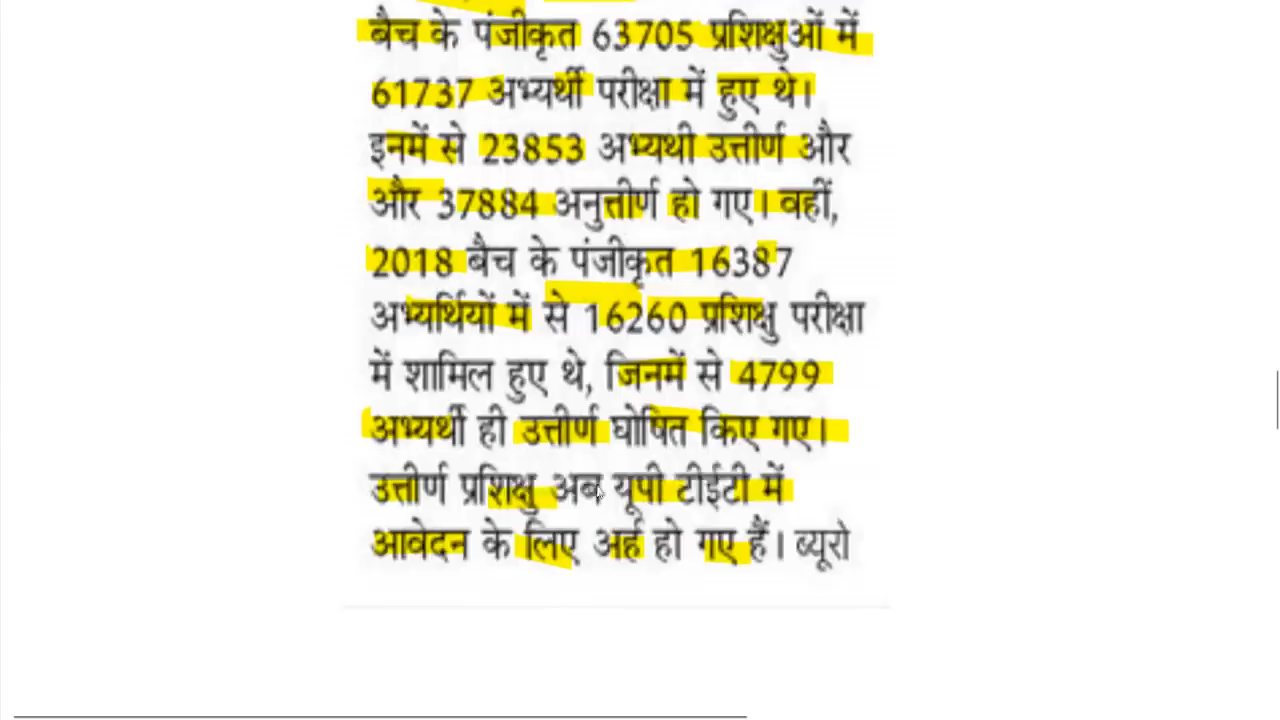 बैच के पंजीकृत 63705 प्रशिक्षुओं में
61737 अभ्यर्थी परीक्षा में हुए थे।
इनमें से 23853 अभ्यथी उत्तीर्ण और
और 37884 अनुत्तीर्ण हो गए। वहीं,
2018 बैच के पंजीकृत 16387
अभ्यर्थियों में से 16260 प्रशिक्षु परीक्षा
में शामिल हुए थे, जिनमें से 4799
अभ्यर्थी ही उत्तीर्ण घोषित किए गए।
उत्तीर्ण प्रशिक्षु अब यूपी टीईटी में
आवेदन के लिए अर्ह हो गए हैं। ब्यूरो